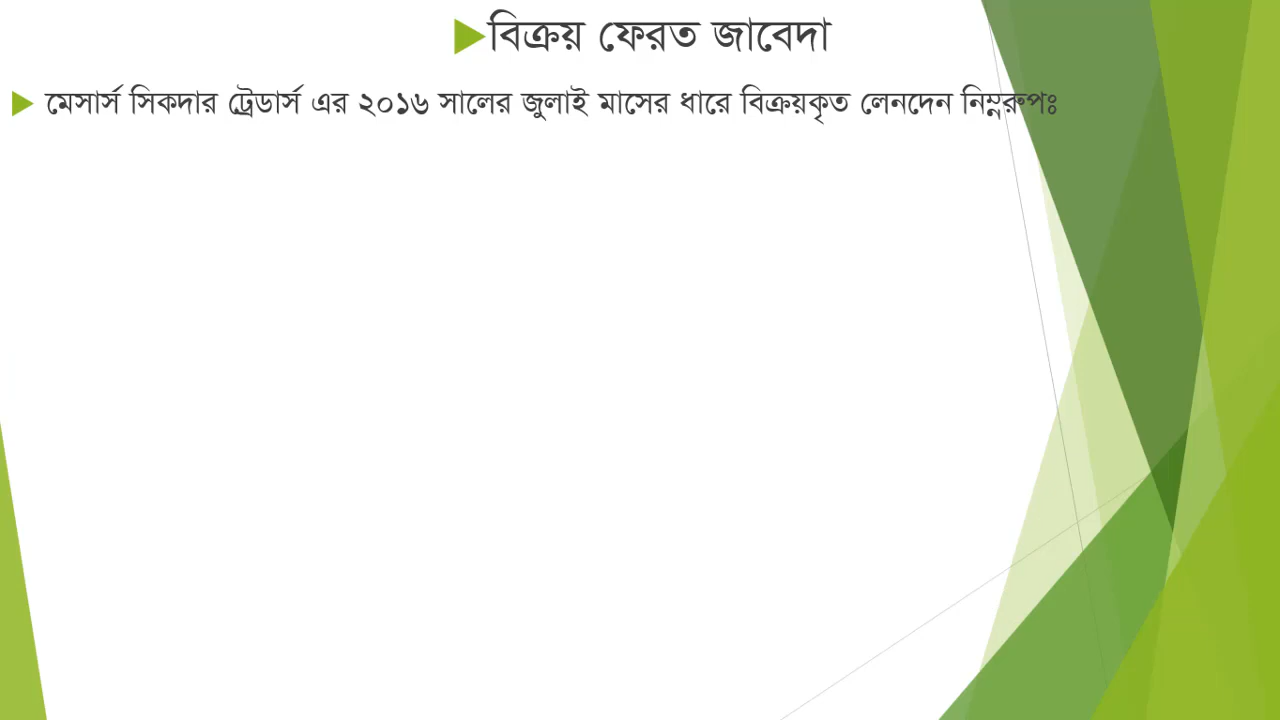 বিক্রয় ফেরত জাবেদা
মেসার্স সিকদার ট্রেডার্স এর ২০১৬ সালের জুলাই মাসের ধারে বিক্রয়কৃত লেনদেন নিম্নরুপঃ